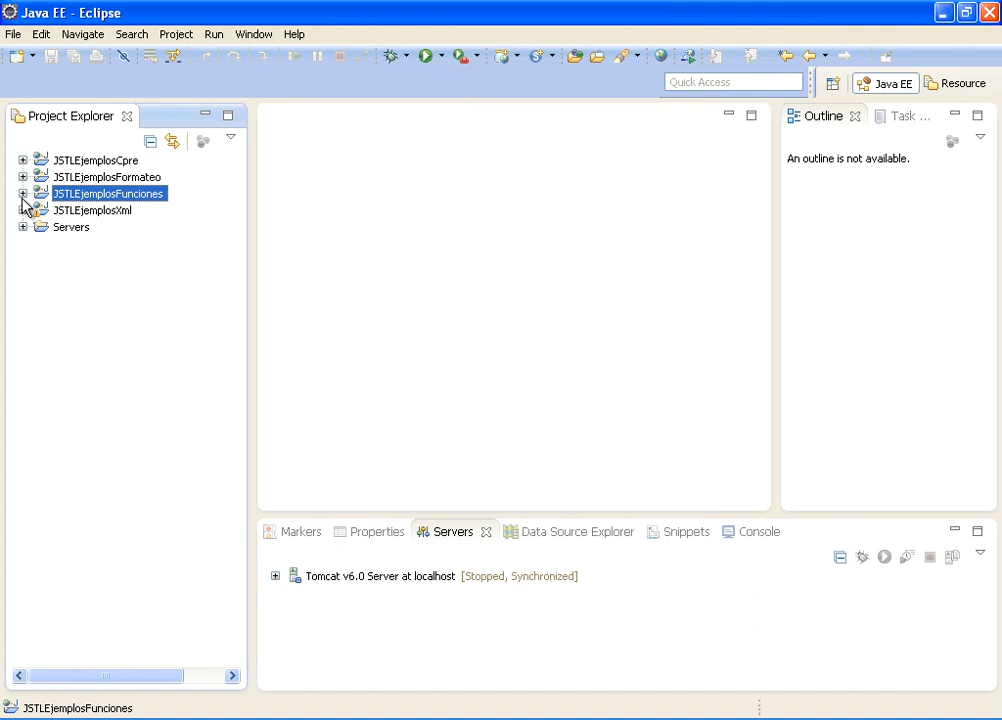 Java EE - Eclipse
File Edit Navigate Search Project Run Window Help
Quick Access
Java EE
Resource
Project Explorer
JSTLEjemplosCpre
JSTLEjemplosFormateo
JSTLEjemplosFunciones
JSTLEjemplosXml
Servers
Outline
Task ...
An outline is not available.
Markers Properties Servers Data Source Explorer Snippets Console
Tomcat v6.0 Server at localhost [Stopped, Synchronized]
JSTLEjemplosFunciones